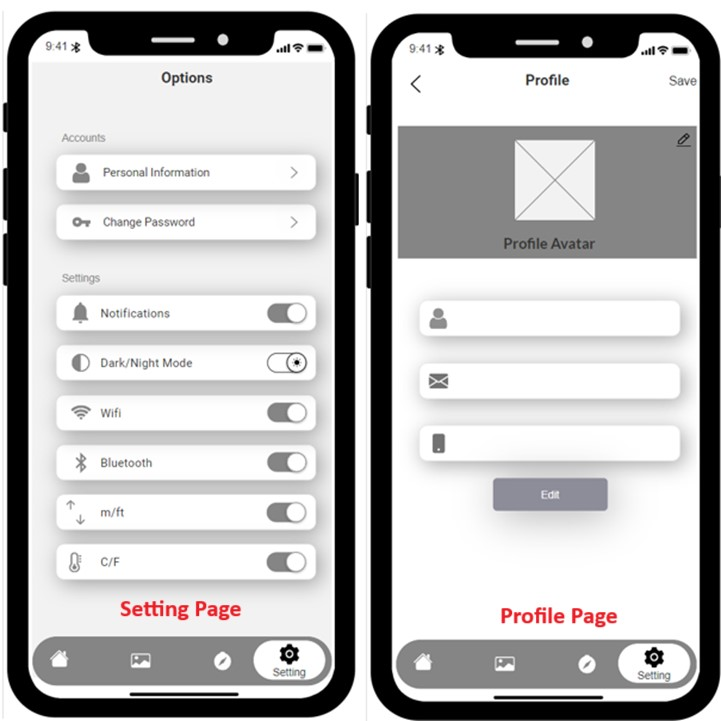 9:41
Options
Accounts
Personal Information
Change Password
Settings
Notifications
Dark/Night Mode
Wifi
Bluetooth
m/ft
C/F
Setting Page
Setting
9:41
Profile
Save
Profile Avatar
Edit
Profile Page
Setting